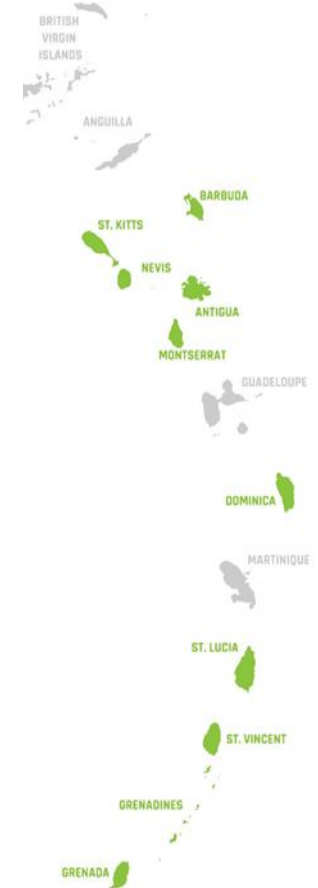 BRITISH
VIRGIN
ISLANDS
ANGUILLA
BARBUDA
ST. KITTS
NEVIS
ANTIGUA
MONTSERRAT
GUADELOUPE
DOMINICA
MARTINIQUE
ST. LUCIA
ST. VINCENT
GRENADINES
GRENADA